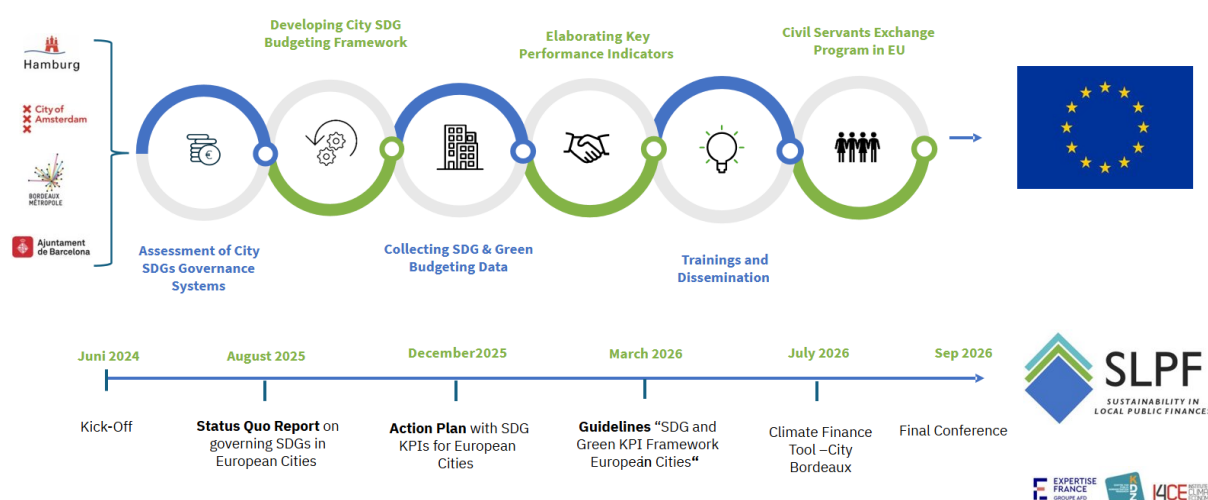 Developing City SDG
Budgeting Framework
Elaborating Key
Performance Indicators
Civil Servants Exchange
Program in EU
Hamburg
City of
Amsterdam
BORDEAUX
MÉTROPOLE
Ajuntament
de Barcelona
€
Assessment of City
SDGs Governance
Systems
Collecting SDG & Green
Budgeting Data
Trainings and
Dissemination
Juni 2024
August 2025
December2025
March 2026
July 2026
Sep 2026
Kick-Off
Status Quo Report on
governing SDGs in
European Cities
Action Plan with SDG
KPIs for European
Cities
Guidelines “SDG and
Green KPI Framework
European Cities“
Climate Finance
Tool –City
Bordeaux
Final Conference
SLPF
SUSTAINABILITY IN
LOCAL PUBLIC FINANCES
EXPERTISE
FRANCE
GROUPE AFD
I4CE